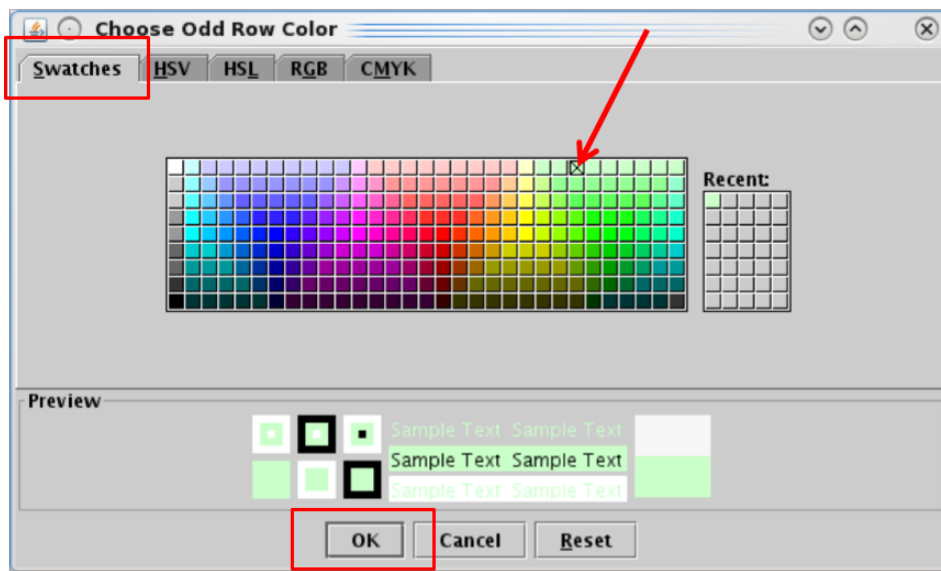 Choose Odd Row Color
Swatches HSV HSL RGB CMYK
Recent:
Preview
Sample Text Sample Text
Sample Text Sample Text
Sample Text Sample Text
OK Cancel Reset